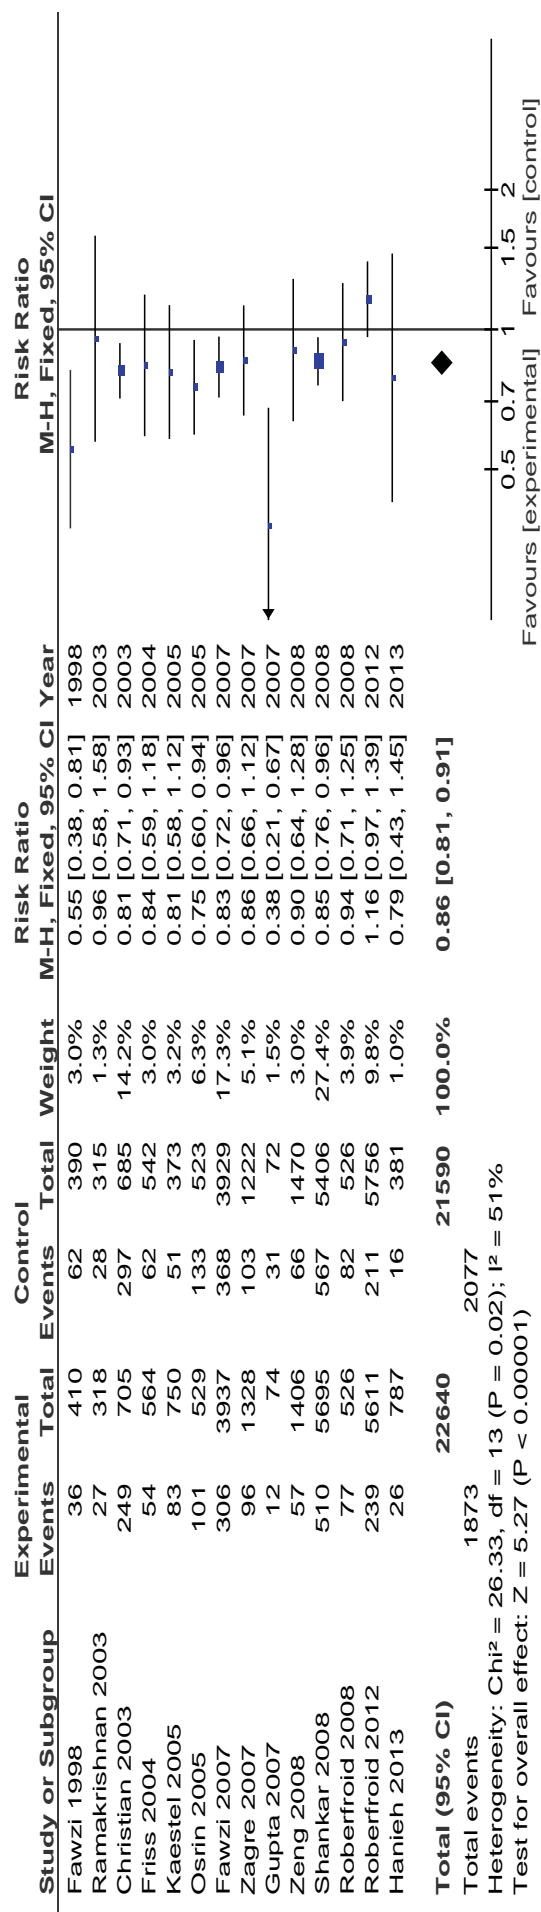 Experimental Control Risk Ratio Risk Ratio
Study or Subgroup Events Total Events Total Weight M-H, Fixed, 95% CI Year M-H, Fixed, 95% CI
Fawzi 1998 36 410 62 390 3.0% 0.55 [0.38, 0.81] 1998
Ramakrishnan 2003 27 318 28 315 1.3% 0.96 [0.58, 1.58] 2003
Christian 2003 249 705 297 685 14.2% 0.81 [0.71, 0.93] 2003
Friss 2004 54 564 62 542 3.0% 0.84 [0.59, 1.18] 2004
Kaestel 2005 83 750 51 373 3.2% 0.81 [0.58, 1.12] 2005
Osrin 2005 101 529 133 523 6.3% 0.75 [0.60, 0.94] 2005
Fawzi 2007 306 3937 368 3929 17.3% 0.83 [0.72, 0.96] 2007
Zagre 2007 96 1328 103 1222 5.1% 0.86 [0.66, 1.12] 2007
Gupta 2007 12 74 31 72 1.5% 0.38 [0.21, 0.67] 2007
Zeng 2008 57 1406 66 1470 3.0% 0.90 [0.64, 1.28] 2008
Shankar 2008 510 5695 567 5406 27.4% 0.85 [0.76, 0.96] 2008
Roberfroid 2008 77 526 82 526 3.9% 0.94 [0.71, 1.25] 2008
Roberfroid 2012 239 5611 211 5756 9.8% 1.16 [0.97, 1.39] 2012
Hanieh 2013 26 787 16 381 1.0% 0.79 [0.43, 1.45] 2013
Total (95% CI) 22640 21590 100.0% 0.86 [0.81, 0.91]
Total events 1873 2077
Heterogeneity: Chi² = 26.33, df = 13 (P = 0.02); I² = 51%
Test for overall effect: Z = 5.27 (P < 0.00001)
0.5 0.7 1 1.5 2
Favours [experimental] Favours [control]